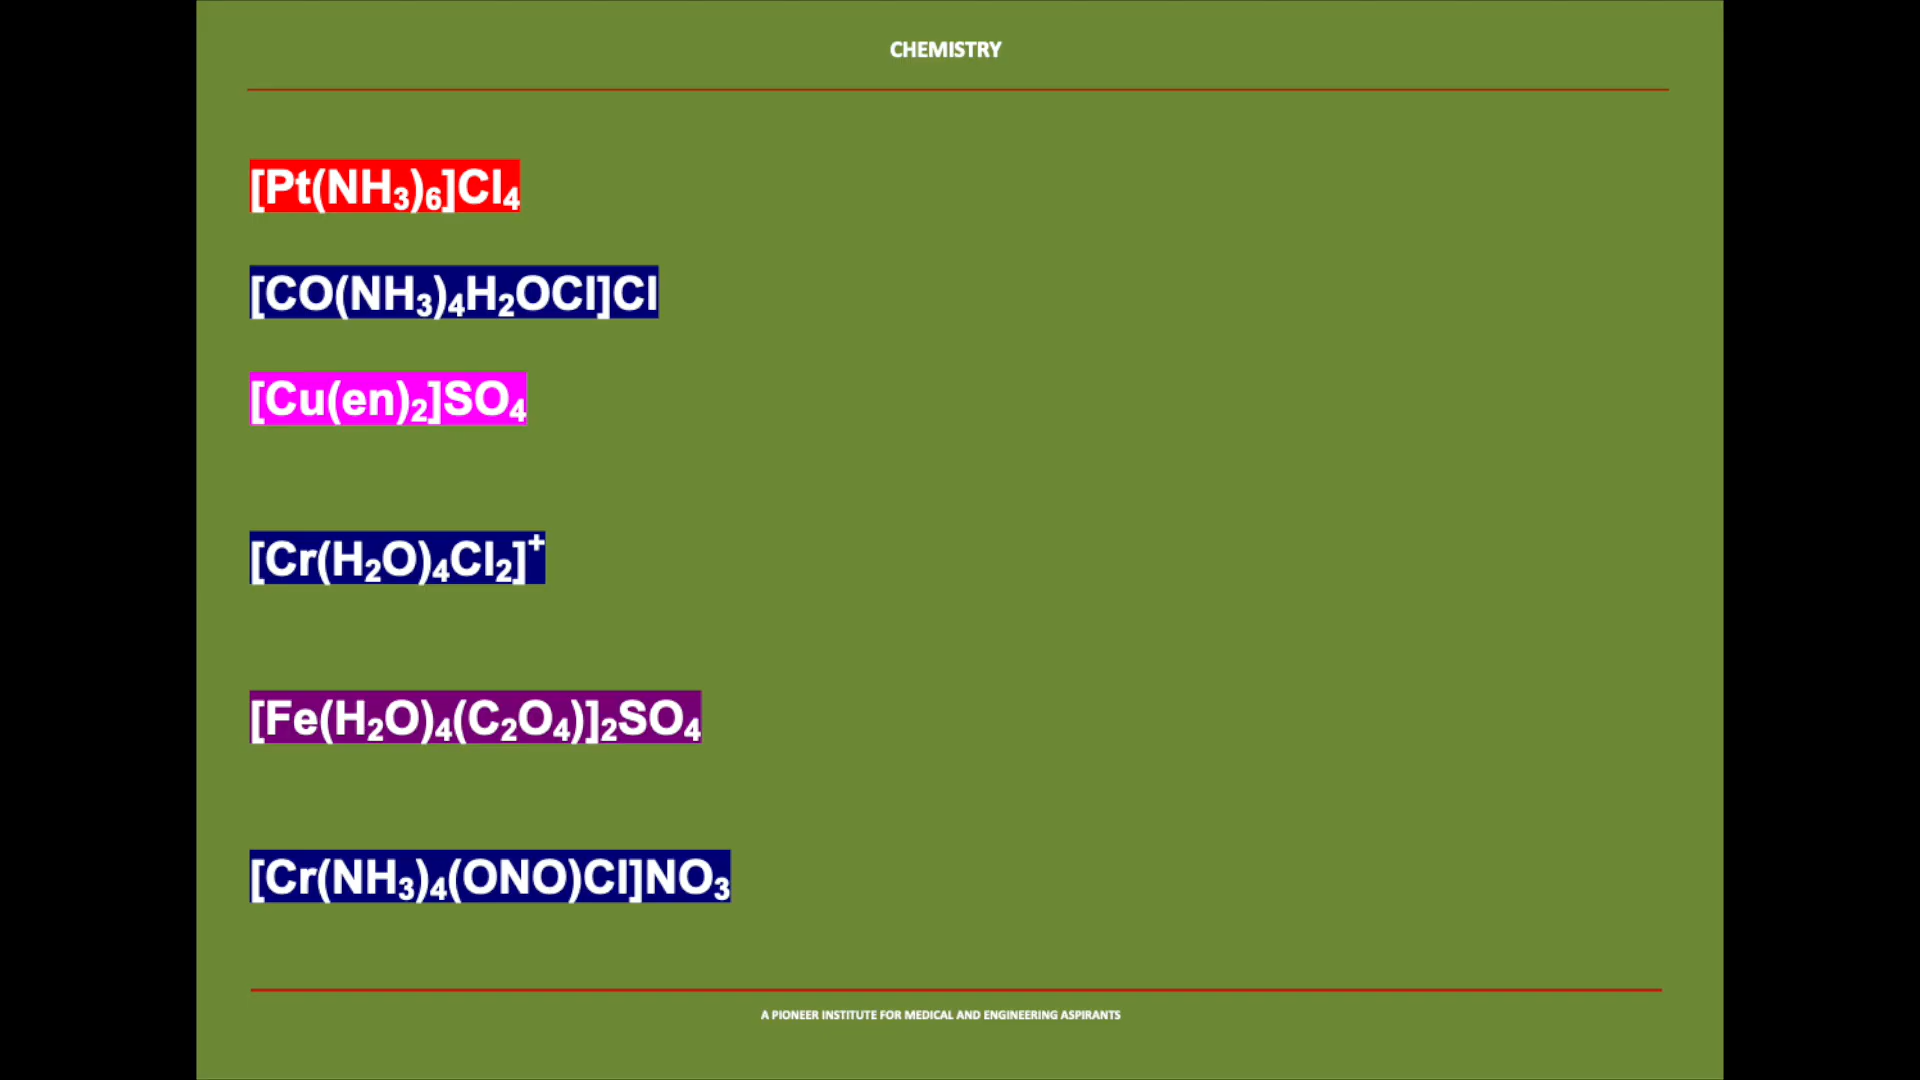 CHEMISTRY
[Pt(NH₃)₆]Cl₄
[CO(NH₃)₄H₂OCl]Cl
[Cu(en)₂]SO₄
[Cr(H₂O)₄Cl₂]⁺
[Fe(H₂O)₄(C₂O₄)]₂SO₄
[Cr(NH₃)₄(ONO)Cl]NO₃
A PIONEER INSTITUTE FOR MEDICAL AND ENGINEERING ASPIRANTS